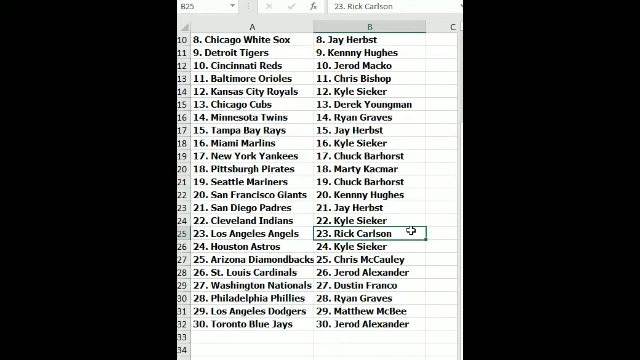 B25 fx 23. Rick Carlson
A B C
10 8. Chicago White Sox 8. Jay Herbst
11 9. Detroit Tigers 9. Kennny Hughes
12 10. Cincinnati Reds 10. Jerod Macko
13 11. Baltimore Orioles 11. Chris Bishop
14 12. Kansas City Royals 12. Kyle Sieker
15 13. Chicago Cubs 13. Derek Youngman
16 14. Minnesota Twins 14. Ryan Graves
17 15. Tampa Bay Rays 15. Jay Herbst
18 16. Miami Marlins 16. Kyle Sieker
19 17. New York Yankees 17. Chuck Barhorst
20 18. Pittsburgh Pirates 18. Marty Kacmar
21 19. Seattle Mariners 19. Chuck Barhorst
22 20. San Francisco Giants 20. Kennny Hughes
23 21. San Diego Padres 21. Jay Herbst
24 22. Cleveland Indians 22. Kyle Sieker
25 23. Los Angeles Angels 23. Rick Carlson
26 24. Houston Astros 24. Kyle Sieker
27 25. Arizona Diamondbacks 25. Chris McCauley
28 26. St. Louis Cardinals 26. Jerod Alexander
29 27. Washington Nationals 27. Dustin Franco
30 28. Philadelphia Phillies 28. Ryan Graves
31 29. Los Angeles Dodgers 29. Matthew McBee
32 30. Toronto Blue Jays 30. Jerod Alexander
33
34